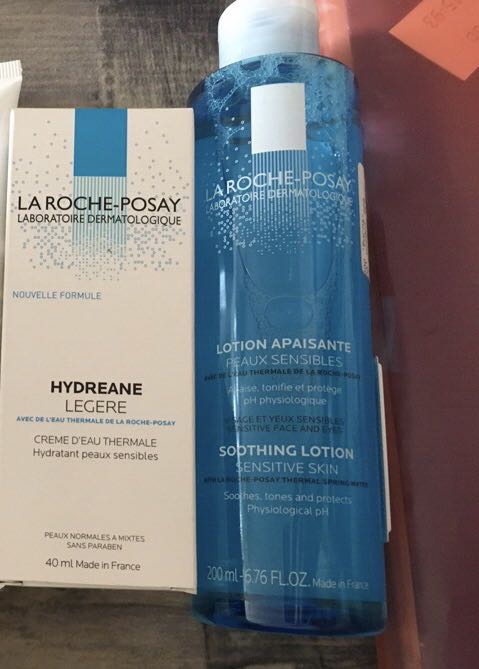 LA ROCHE-POSAY
LABORATOIRE DERMATOLOGIQUE
NOUVELLE FORMULE
HYDREANE
LEGERE
AVEC DE L'EAU THERMALE DE LA ROCHE-POSAY
CREME D'EAU THERMALE
Hydratant peaux sensibles
PEAUX NORMALES A MIXTES
SANS PARABEN
40 ml Made in France
LA ROCHE-POSAY
LABORATOIRE DERMATOLOGIQUE
LOTION APAISANTE
PEAUX SENSIBLES
AVEC DE L'EAU THERMALE DE LA ROCHE-POSAY
Apaise, tonifie et protège
pH physiologique
VISAGE ET YEUX SENSIBLES
SENSITIVE FACE AND EYES
SOOTHING LOTION
SENSITIVE SKIN
WITH LA ROCHE-POSAY THERMAL SPRING WATER
Soothes, tones and protects
Physiological pH
200 ml-6.76 FL.OZ. Made in France